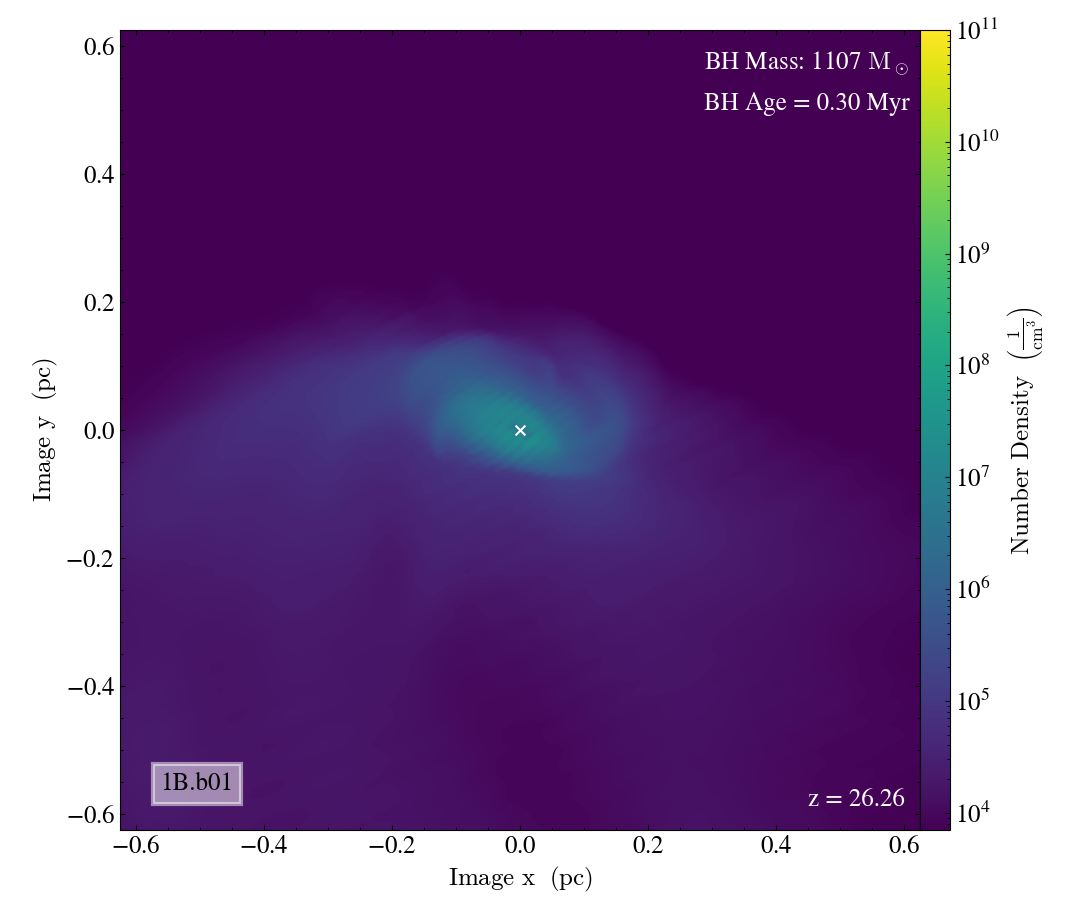 BH Mass: 1107 M☉
BH Age = 0.30 Myr
1B.b01
z = 26.26
0.6
0.4
0.2
0.0
−0.2
−0.4
−0.6
Image y (pc)
−0.6 −0.4 −0.2 0.0 0.2 0.4 0.6
Image x (pc)
10¹¹
10¹⁰
10⁹
10⁸
10⁷
10⁶
10⁵
10⁴
Number Density (1/cm³)